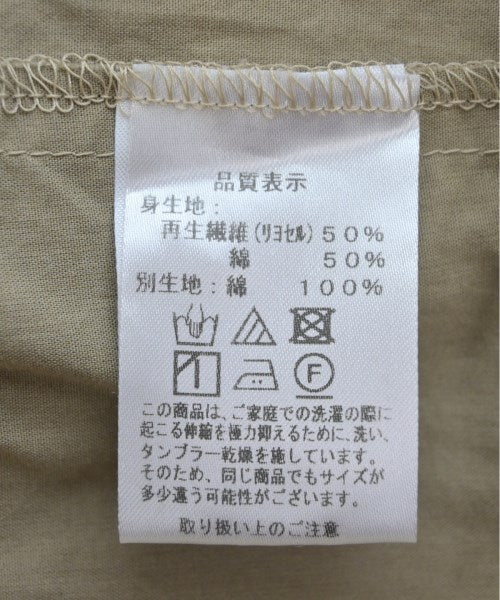 品質表示
身生地:
再生繊維(リヨセル)50%
綿 50%
別生地:綿 100%
F
この商品は、ご家庭での洗濯の際に
起こる伸縮を極力抑えるために、洗い、
タンブラー乾燥を施しています。
そのため、同じ商品でもサイズが
多少違う可能性がございます。
取り扱い上のご注意